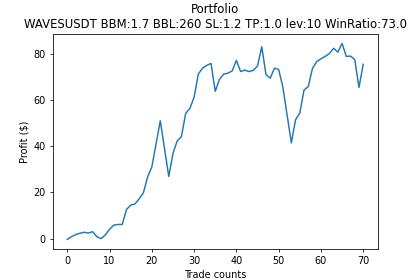 Portfolio
WAVESUSDT BBM:1.7 BBL:260 SL:1.2 TP:1.0 lev:10 WinRatio:73.0
80
60
40
20
0
Profit ($)
0 10 20 30 40 50 60 70
Trade counts